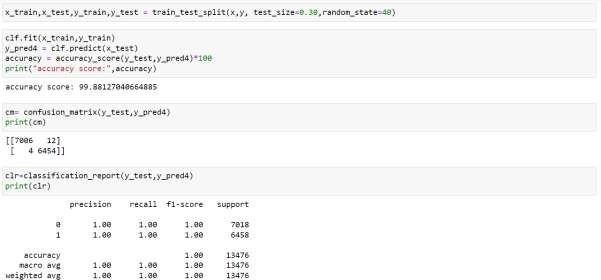 x_train,x_test,y_train,y_test = train_test_split(x,y, test_size=0.30,random_state=40)
clf.fit(x_train,y_train)
y_pred4 = clf.predict(x_test)
accuracy = accuracy_score(y_test,y_pred4)*100
print("accuracy score:",accuracy)
accuracy score: 99.88127040664885
cm= confusion_matrix(y_test,y_pred4)
print(cm)
[[7006   12]
 [   4 6454]]
clr=classification_report(y_test,y_pred4)
print(clr)
precision    recall  f1-score   support
0       1.00      1.00      1.00      7018
1       1.00      1.00      1.00      6458
accuracy                           1.00     13476
macro avg       1.00      1.00      1.00     13476
weighted avg       1.00      1.00      1.00     13476